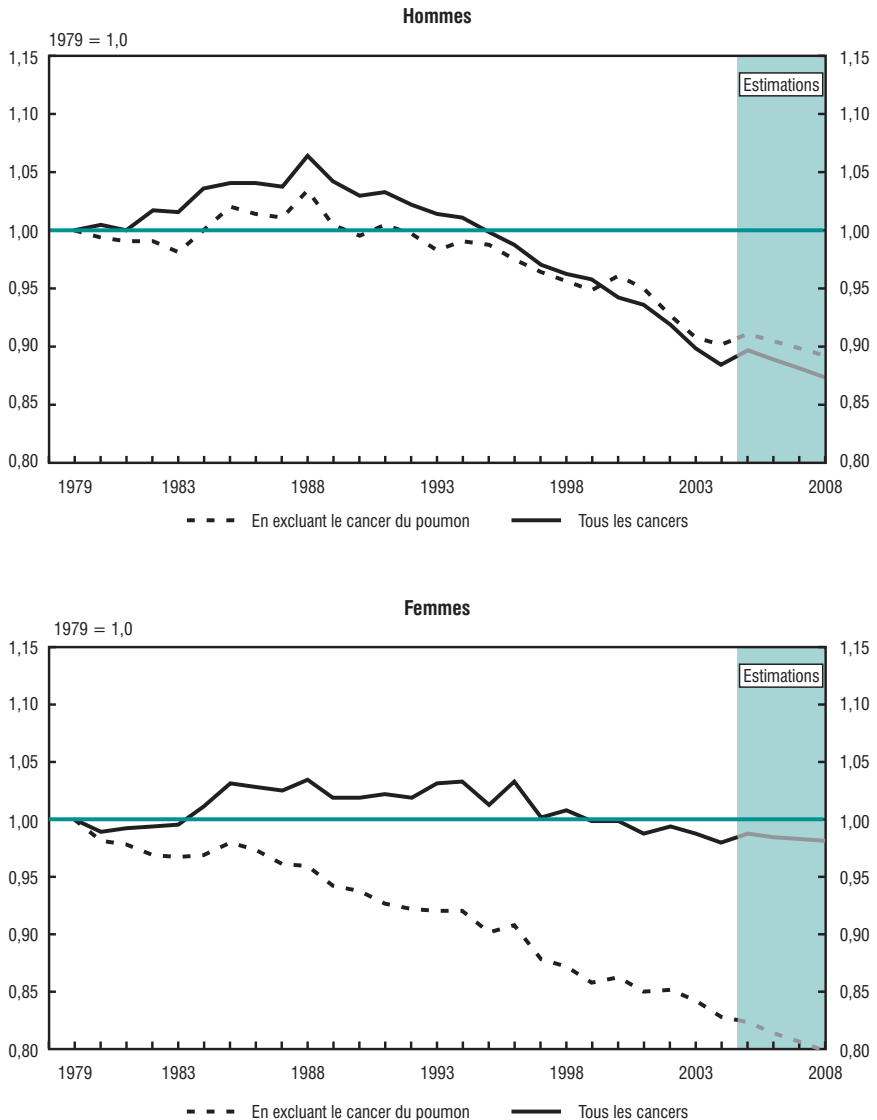 Hommes
1979 = 1,0
1,15 1,15
Estimations
1,10 1,10
1,05 1,05
1,00 1,00
0,95 0,95
0,90 0,90
0,85 0,85
0,80 0,80
1979 1983 1988 1993 1998 2003 2008
En excluant le cancer du poumon Tous les cancers
Femmes
1979 = 1,0
1,15 1,15
Estimations
1,10 1,10
1,05 1,05
1,00 1,00
0,95 0,95
0,90 0,90
0,85 0,85
0,80 0,80
1979 1983 1988 1993 1998 2003 2008
En excluant le cancer du poumon Tous les cancers